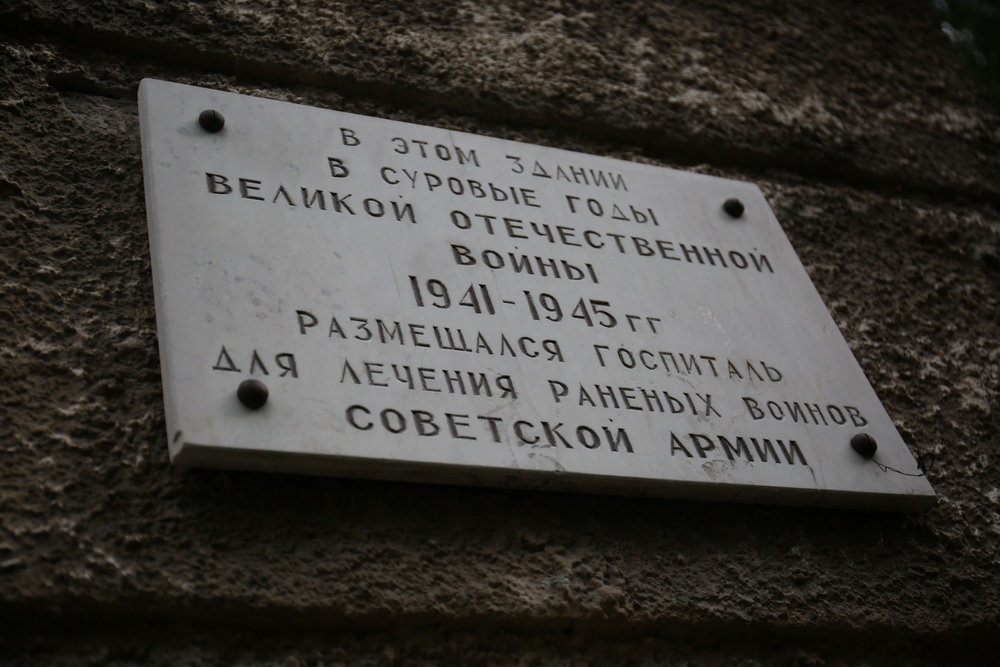 В ЭТОМ ЗДАНИИ
В СУРОВЫЕ ГОДЫ
ВЕЛИКОЙ ОТЕЧЕСТВЕННОЙ
ВОЙНЫ
1941-1945 ГГ
РАЗМЕЩАЛСЯ ГОСПИТАЛЬ
ДЛЯ ЛЕЧЕНИЯ РАНЕНЫХ ВОИНОВ
СОВЕТСКОЙ АРМИИ